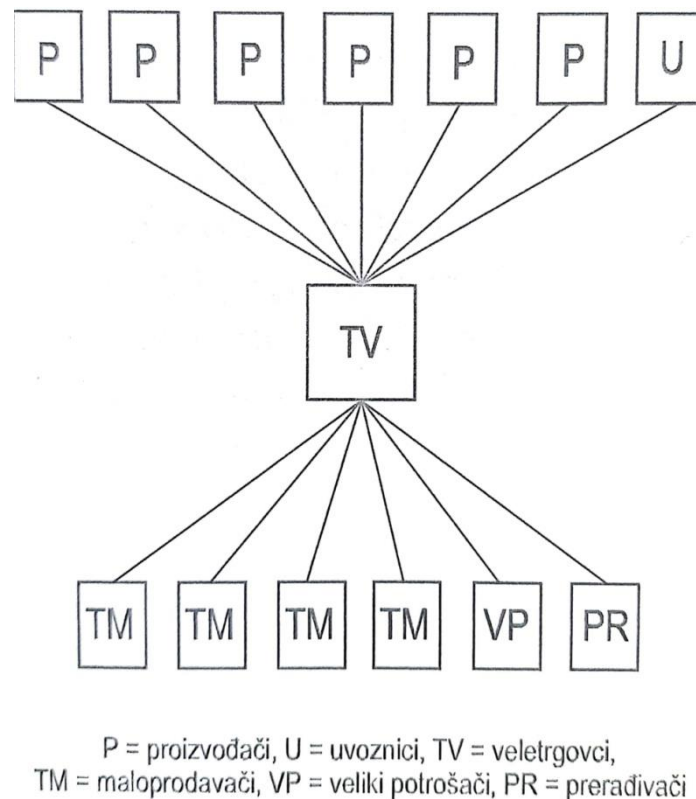 P P P P P P U
TV
TM TM TM TM VP PR
P = proizvođači, U = uvoznici, TV = veletrgovci,
TM = maloprodavači, VP = veliki potrošači, PR = prerađivači